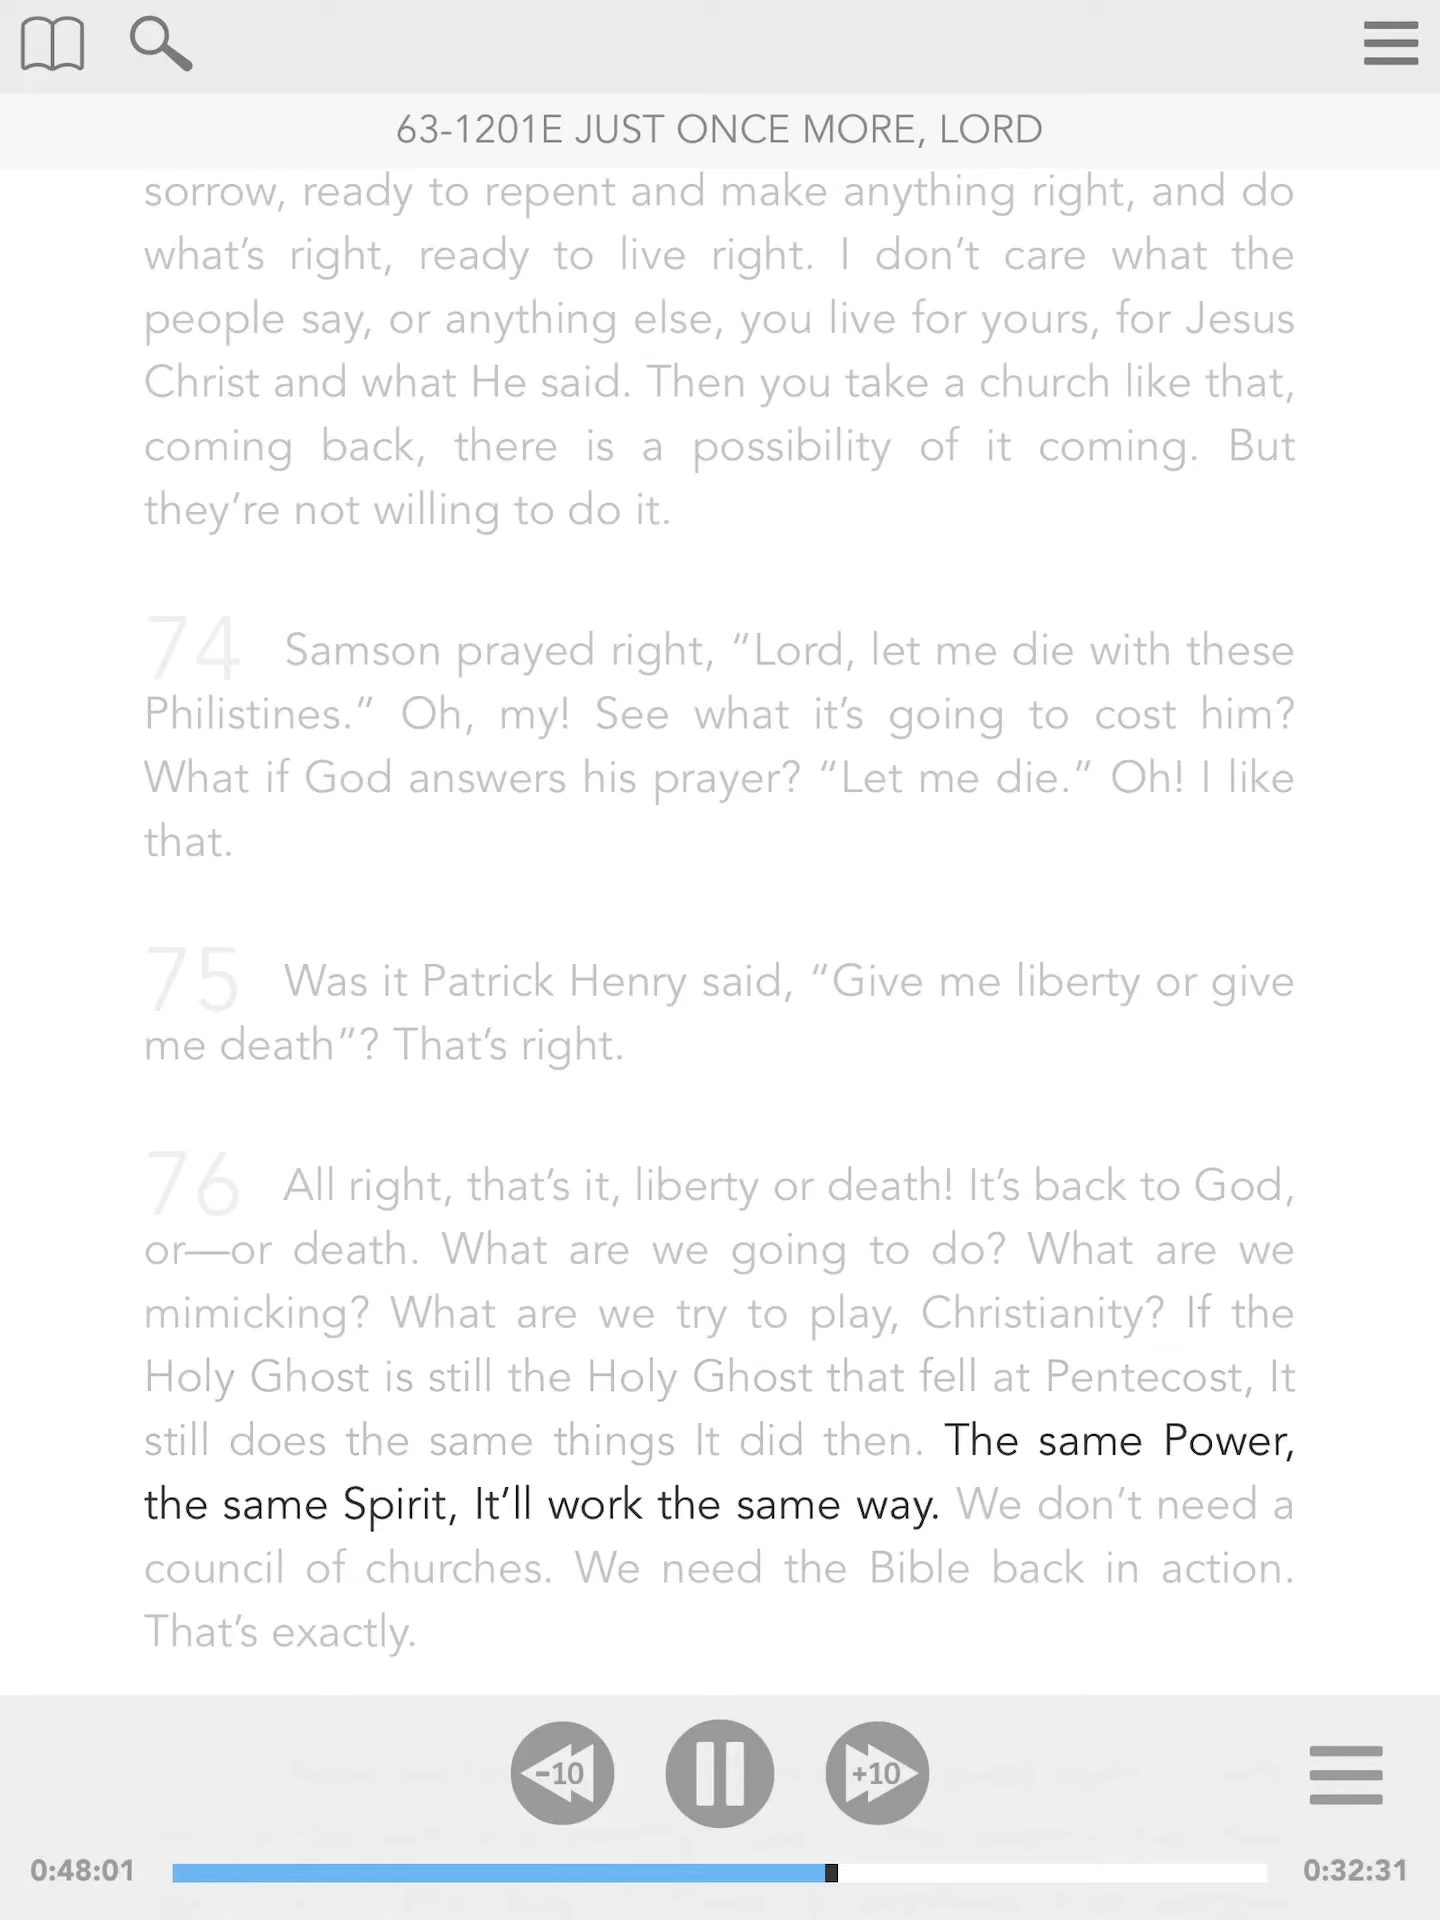 63-1201E JUST ONCE MORE, LORD
sorrow, ready to repent and make anything right, and do
what’s right, ready to live right. I don’t care what the
people say, or anything else, you live for yours, for Jesus
Christ and what He said. Then you take a church like that,
coming back, there is a possibility of it coming. But
they’re not willing to do it.
74 Samson prayed right, “Lord, let me die with these
Philistines.” Oh, my! See what it’s going to cost him?
What if God answers his prayer? “Let me die.” Oh! I like
that.
75 Was it Patrick Henry said, “Give me liberty or give
me death”? That’s right.
76 All right, that’s it, liberty or death! It’s back to God,
or—or death. What are we going to do? What are we
mimicking? What are we try to play, Christianity? If the
Holy Ghost is still the Holy Ghost that fell at Pentecost, It
still does the same things It did then. The same Power,
the same Spirit, It’ll work the same way. We don’t need a
council of churches. We need the Bible back in action.
That’s exactly.
-10 +10
0:48:01 0:32:31